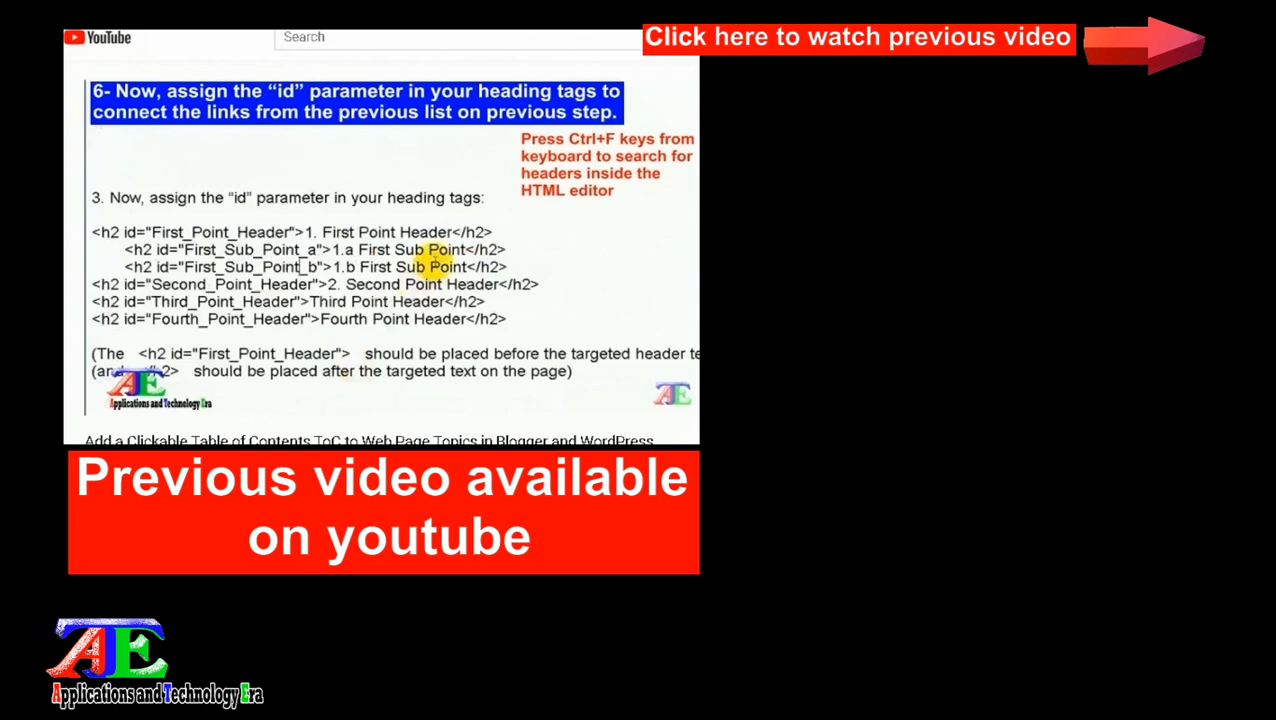 YouTube
Search
Click here to watch previous video
6- Now, assign the “id” parameter in your heading tags to
connect the links from the previous list on previous step.
Press Ctrl+F keys from
keyboard to search for
headers inside the
HTML editor
3. Now, assign the “id” parameter in your heading tags:
<h2 id="First_Point_Header">1. First Point Header</h2>
<h2 id="First_Sub_Point_a">1.a First Sub Point</h2>
<h2 id="First_Sub_Point_b">1.b First Sub Point</h2>
<h2 id="Second_Point_Header">2. Second Point Header</h2>
<h2 id="Third_Point_Header">Third Point Header</h2>
<h2 id="Fourth_Point_Header">Fourth Point Header</h2>
(The <h2 id="First_Point_Header"> should be placed before the targeted header
should be placed after the targeted text on the page)
ATE
Applications and Technology Era
ATE
Add a Clickable Table of Contents ToC to Web Page Topics in Blogger and WordPress
Previous video available
on youtube
ATE
Applications and Technology Era